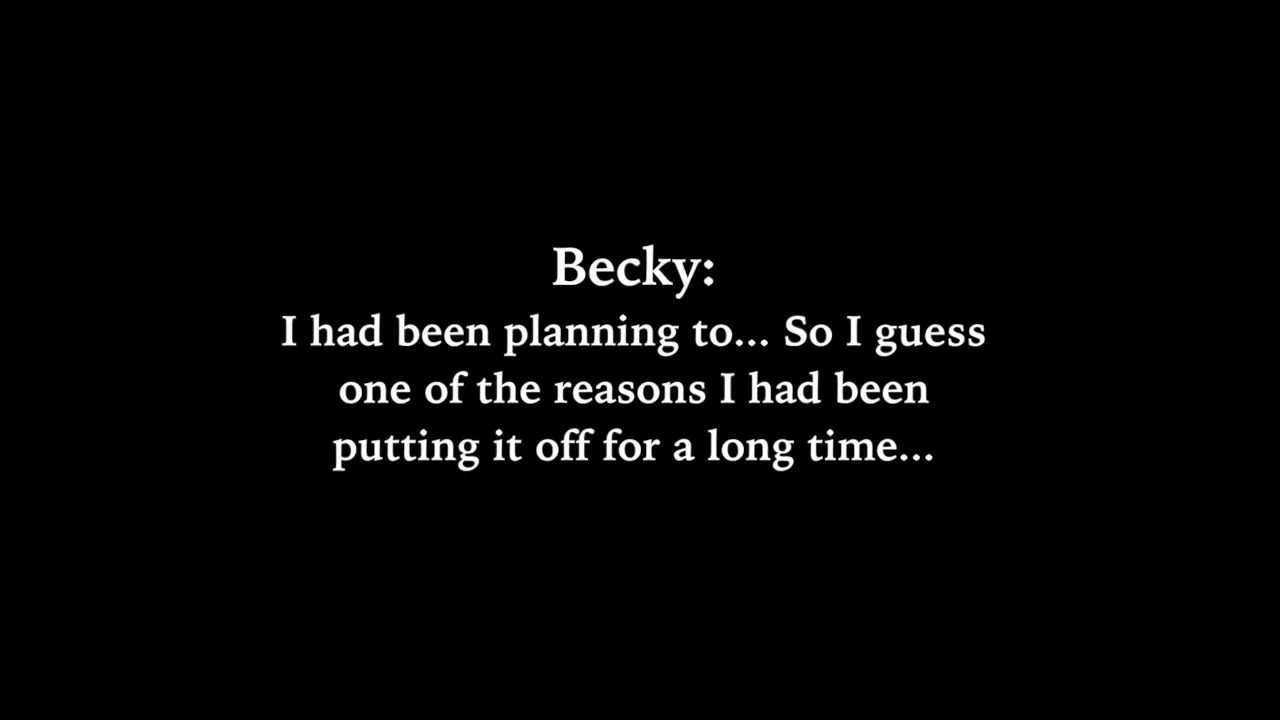 Becky:
I had been planning to... So I guess
one of the reasons I had been
putting it off for a long time...